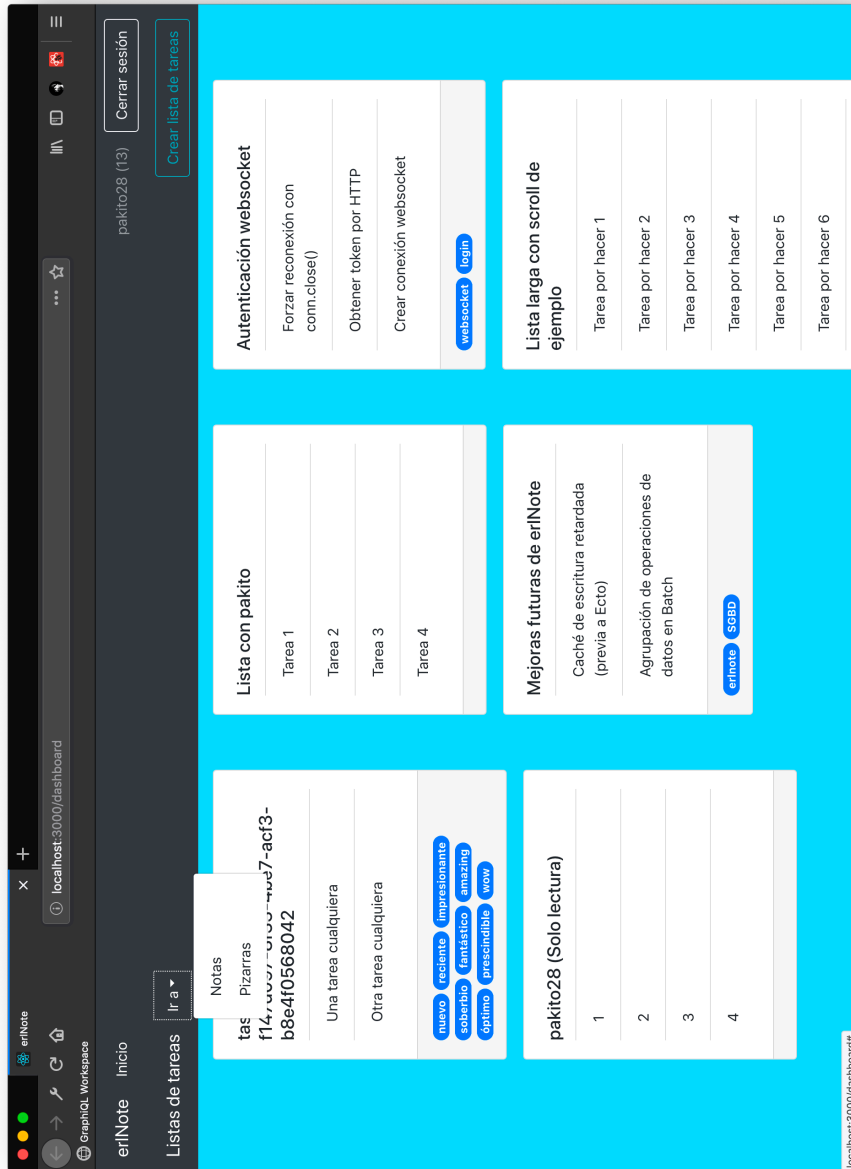 erlNote
localhost:3000/dashboard
GraphiQL Workspace
erlNote Inicio
pakito28 (13) Cerrar sesión
Listas de tareas Ir a
Crear lista de tareas
Notas
Pizarras
b8e4f0568042
Una tarea cualquiera
Otra tarea cualquiera
nuevo reciente impresionante
soberbio fantástico amazing
óptimo prescindible wow
Lista con pakito
Tarea 1
Tarea 2
Tarea 3
Tarea 4
Autenticación websocket
Forzar reconexión con
conn.close()
Obtener token por HTTP
Crear conexión websocket
websocket login
pakito28 (Solo lectura)
1
2
3
4
Mejoras futuras de erlNote
Caché de escritura retardada
(previa a Ecto)
Agrupación de operaciones de
datos en Batch
erlnote SGBD
Lista larga con scroll de
ejemplo
Tarea por hacer 1
Tarea por hacer 2
Tarea por hacer 3
Tarea por hacer 4
Tarea por hacer 5
Tarea por hacer 6